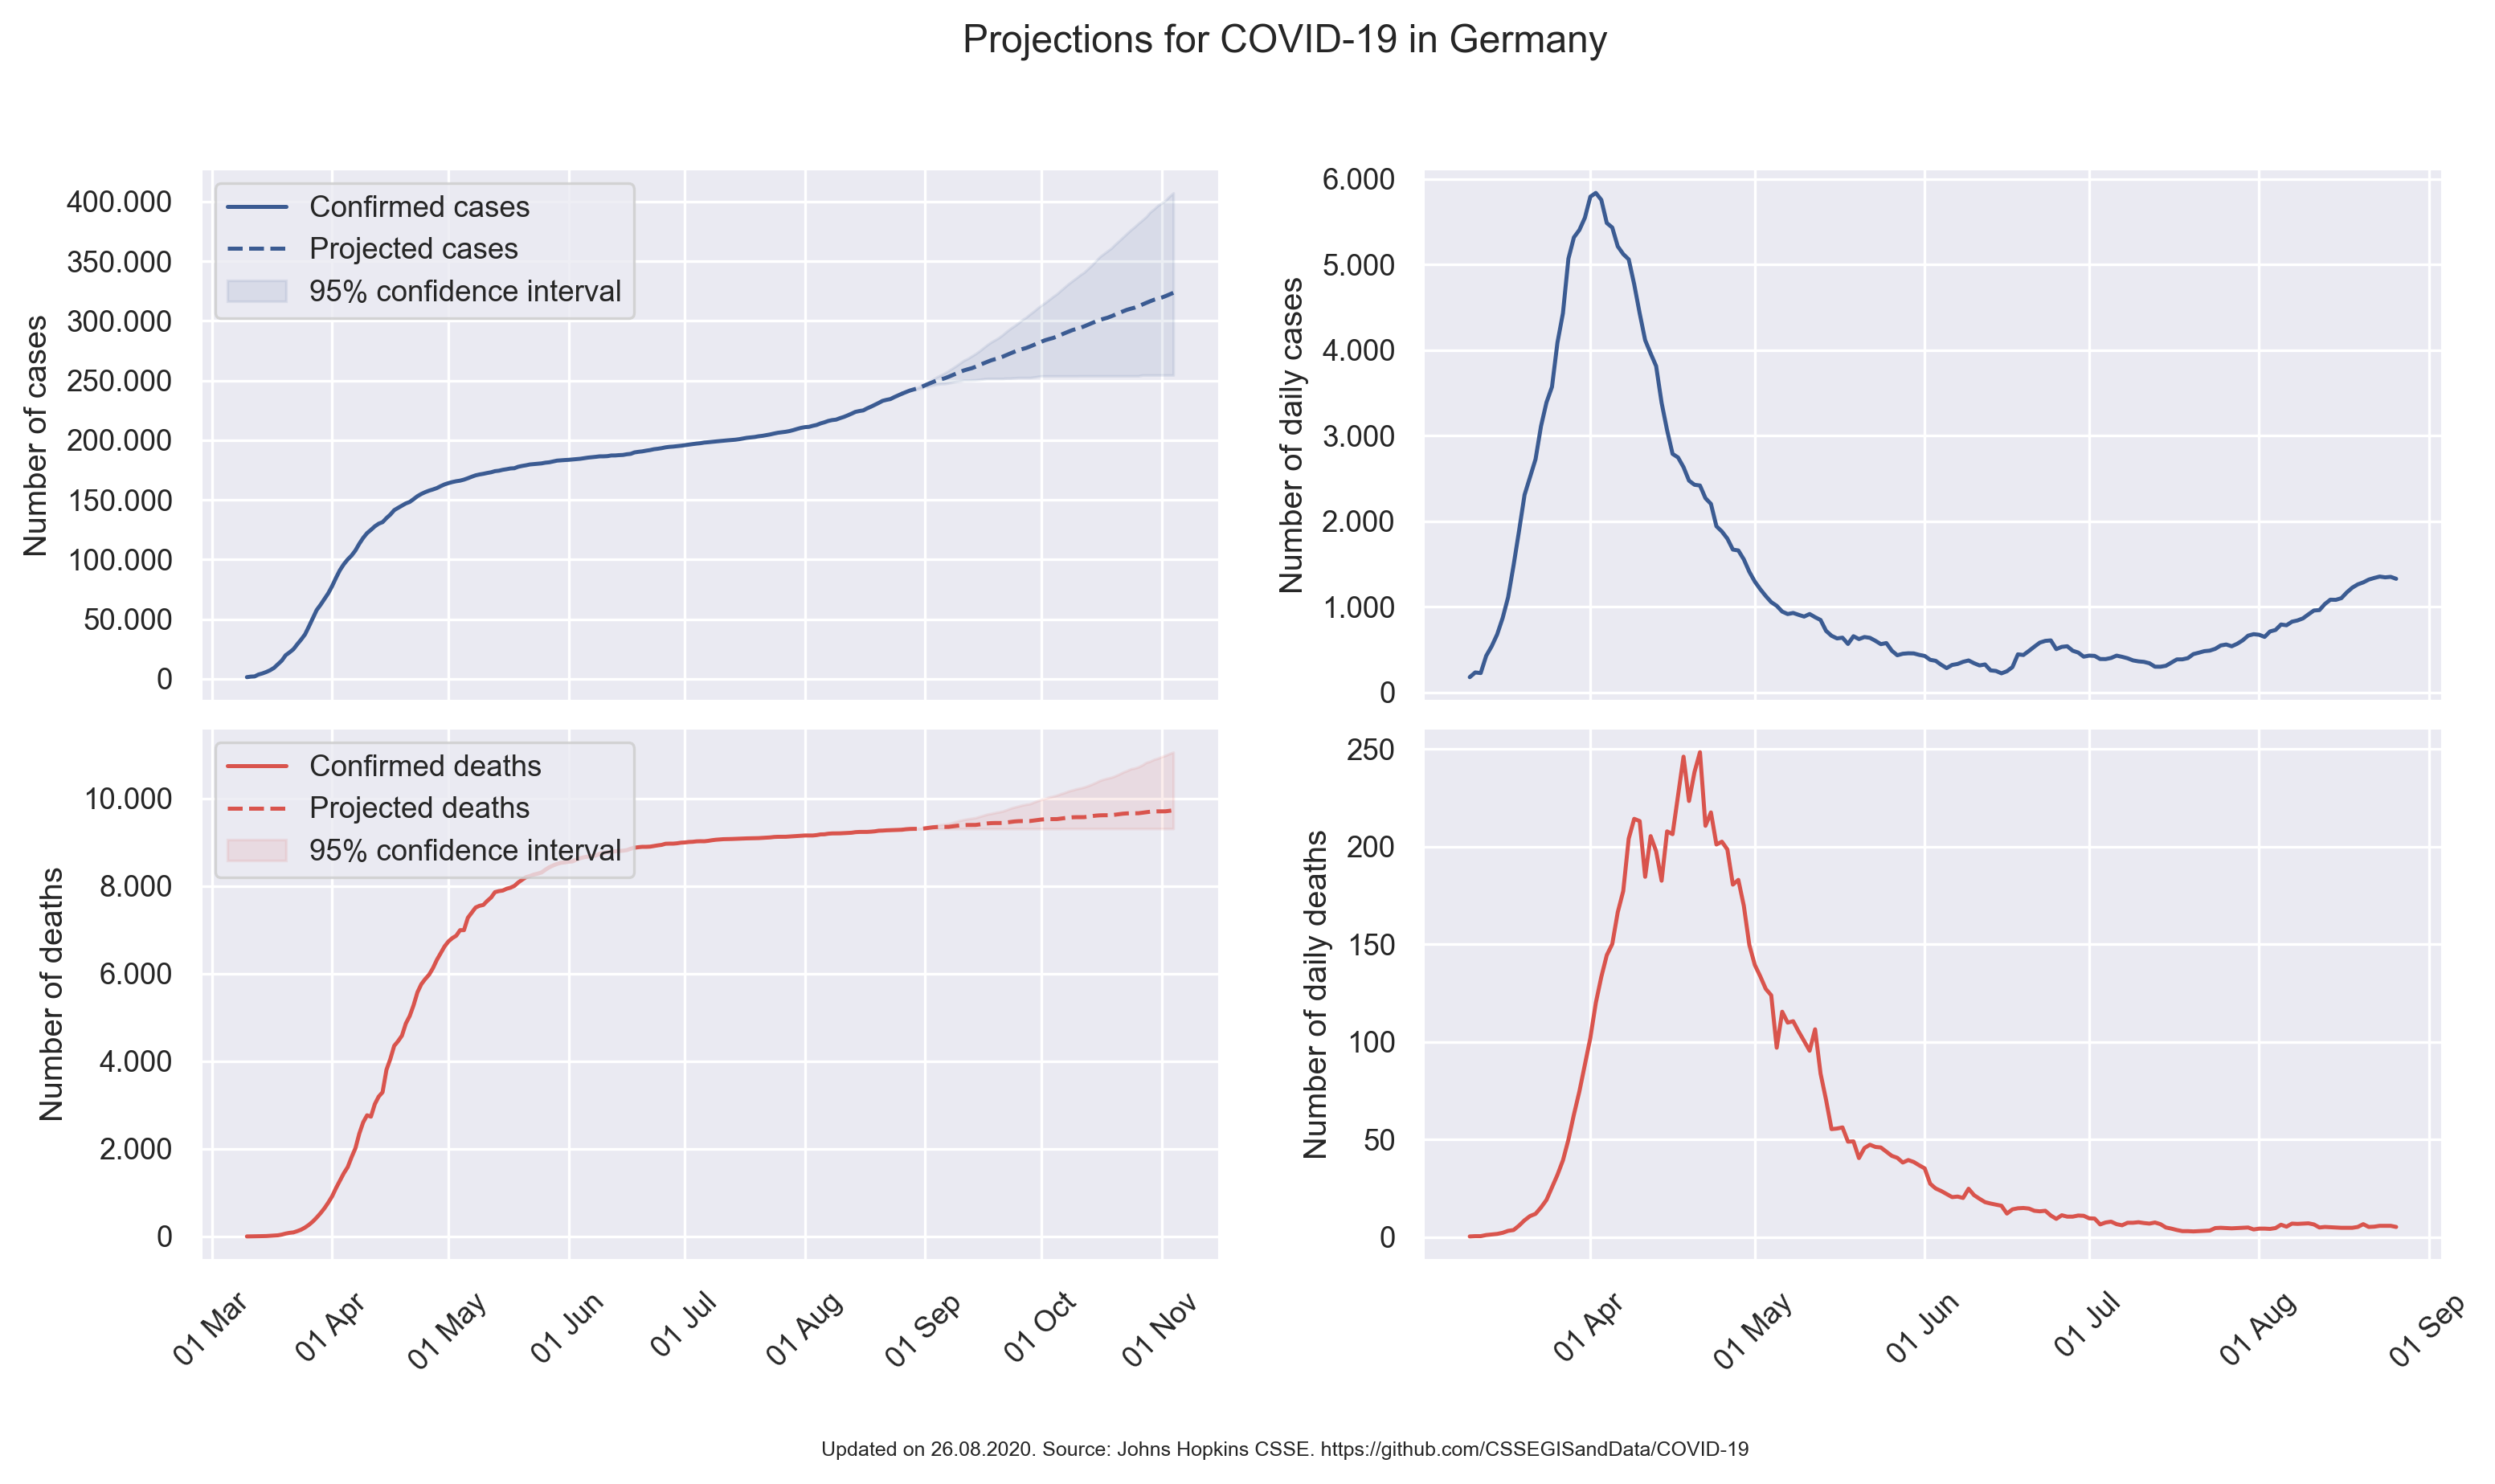 Projections for COVID-19 in Germany
Number of cases
400.000
350.000
300.000
250.000
200.000
150.000
100.000
50.000
0
Confirmed cases
Projected cases
95% confidence interval
Number of daily cases
6.000
5.000
4.000
3.000
2.000
1.000
0
Number of deaths
10.000
8.000
6.000
4.000
2.000
0
Confirmed deaths
Projected deaths
95% confidence interval
01 Mar
01 Apr
01 May
01 Jun
01 Jul
01 Aug
01 Sep
01 Oct
01 Nov
Number of daily deaths
250
200
150
100
50
0
01 Apr
01 May
01 Jun
01 Jul
01 Aug
01 Sep
Updated on 26.08.2020. Source: Johns Hopkins CSSE. https://github.com/CSSEGISandData/COVID-19